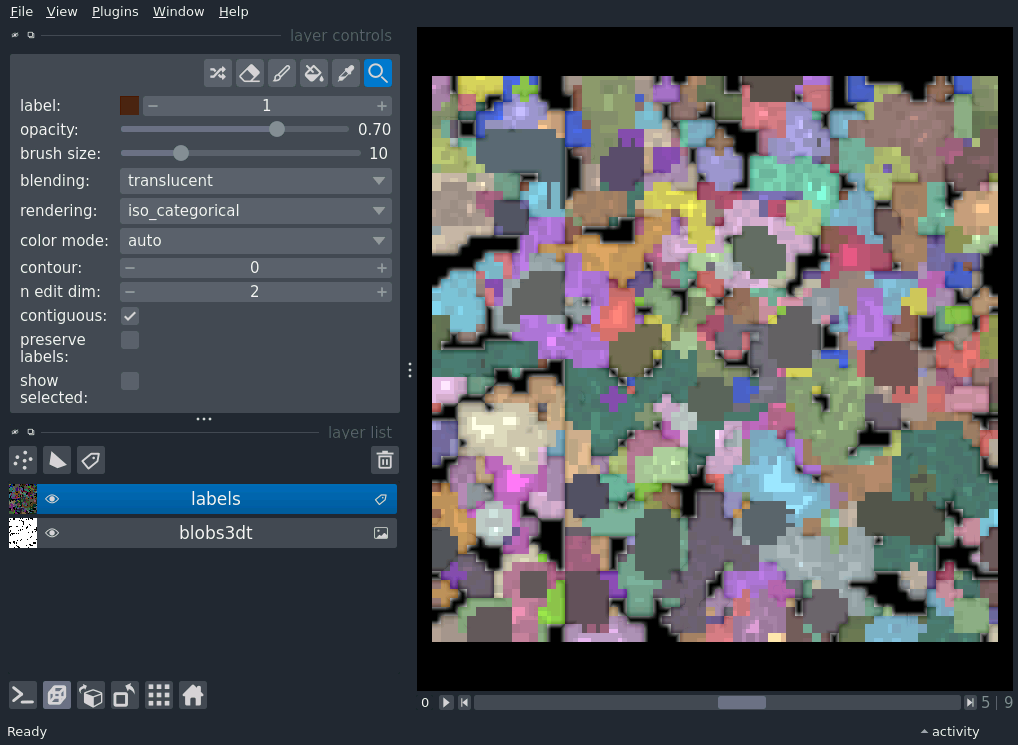 File View Plugins Window Help
layer controls
label: 1
opacity: 0.70
brush size: 10
blending: translucent
rendering: iso_categorical
color mode: auto
contour: 0
n edit dim: 2
contiguous:
preserve
labels:
show
selected:
layer list
labels
blobs3dt
0 5 | 9
Ready activity